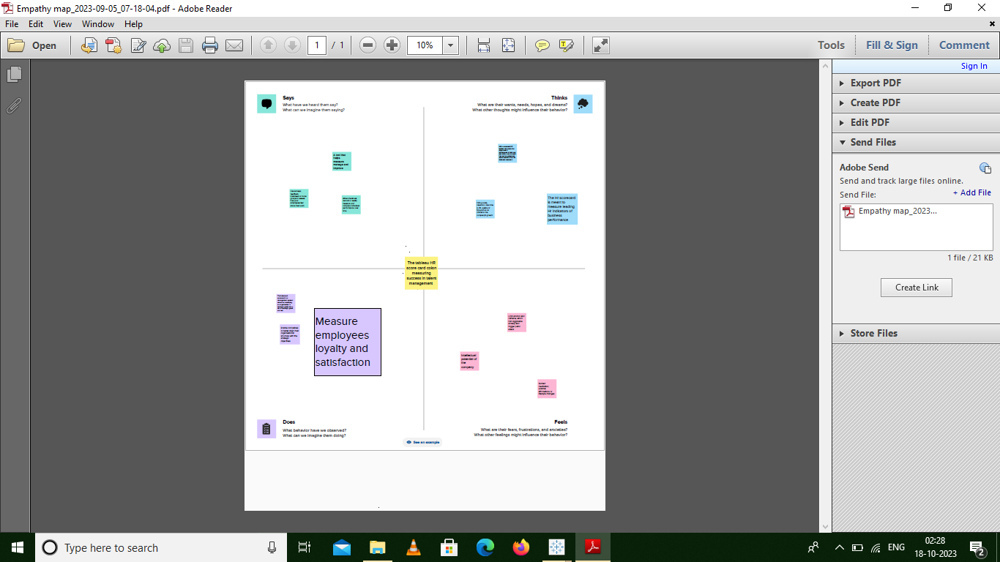 Empathy map_2023-09-05_07-18-04.pdf - Adobe Reader
File Edit View Window Help
Open 1 / 1 10% Tools Fill & Sign Comment
Sign In
Export PDF
Create PDF
Edit PDF
Send Files
Adobe Send
Send and track large files online.
Send File: + Add File
Empathy map_2023...
1 file / 21 KB
Create Link
Store Files
Says
What have we heard them say?
What can we imagine them saying?
Thinks
What are their wants, needs, hopes, and dreams?
What other thoughts might influence their behavior?
A tool that
helps
measure
manage and
improve
The Hr scorecard
is meant to
measure leading
Hr indicators of
business
performance
The tableau HR
score card colon
measuring
success in talent
management
Measure
employees
loyalty and
satisfaction
Intellectual
potential of
the
company
Does
What behavior have we observed?
What can we imagine them doing?
Feels
What are their fears, frustrations, and anxieties?
What other feelings might influence their behavior?
See an example
Type here to search
ENG
02:28
18-10-2023
2